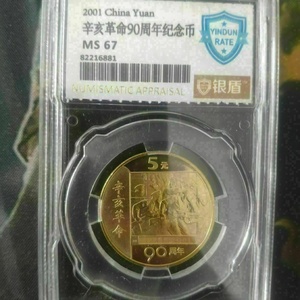 2001 China Yuan
辛亥革命90周年纪念币
MS 67
82216881
YINDUN
RATE
银盾
NUMISMATIC APPRAISAL
5元
辛亥革命
90周年